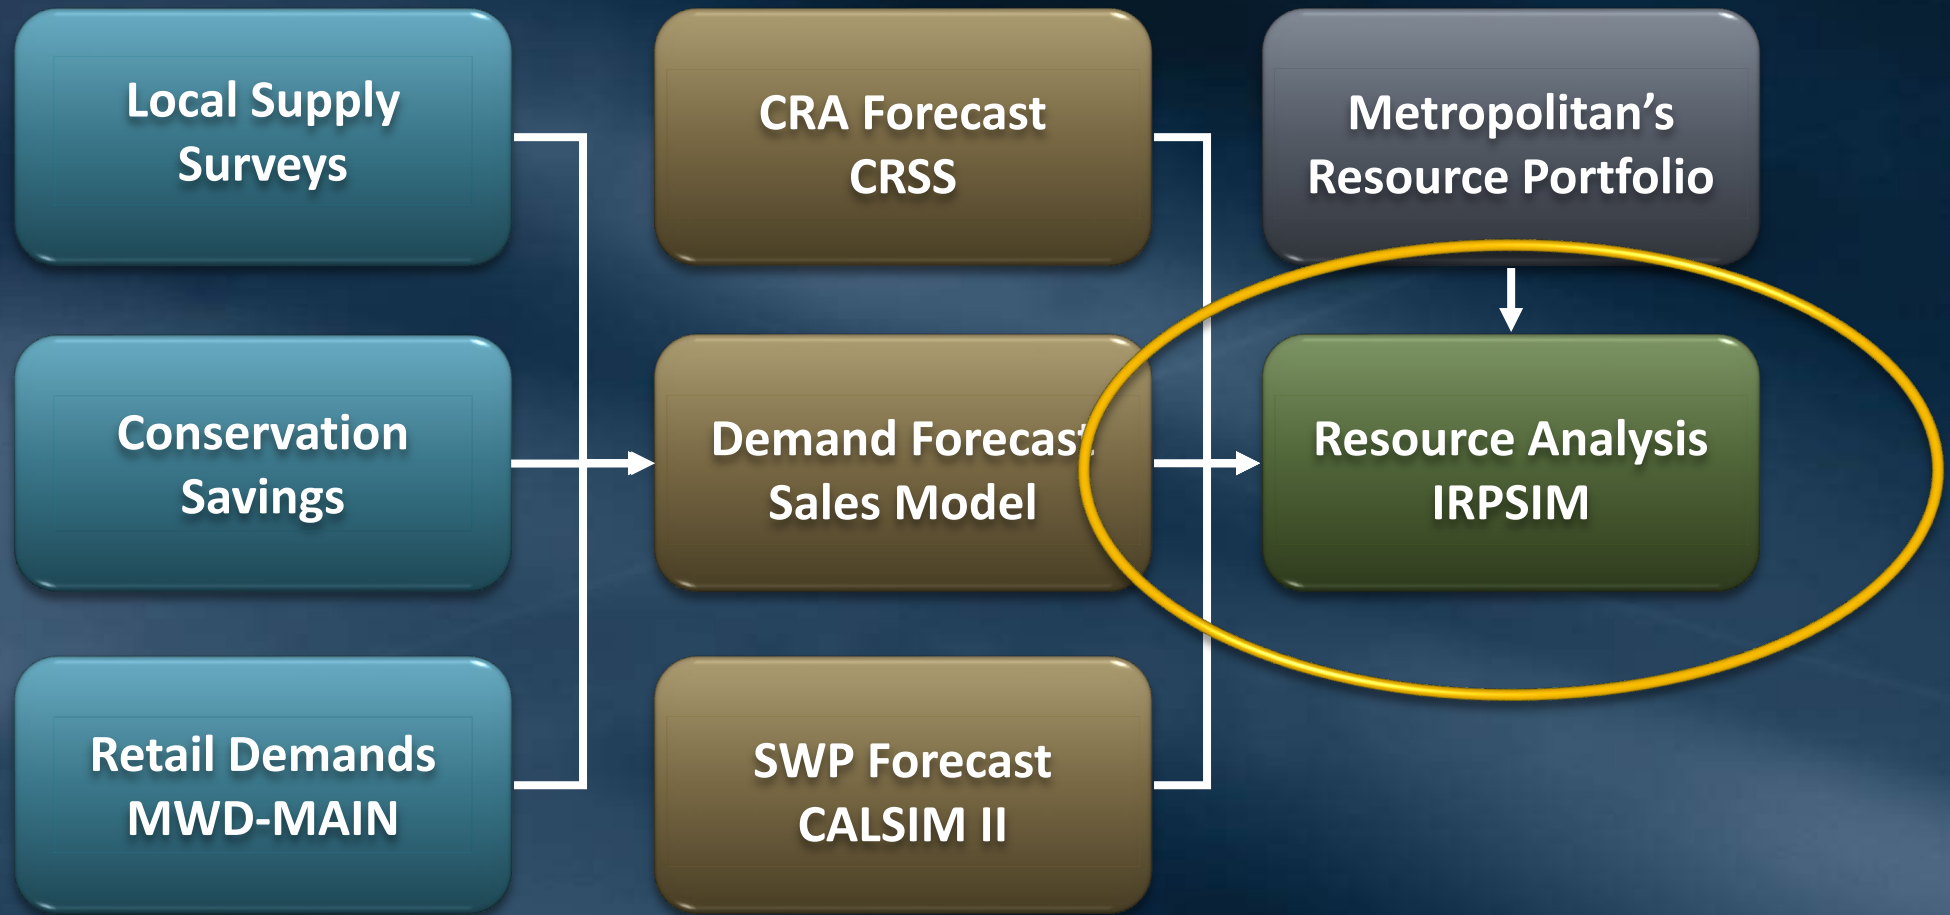 Local Supply
Surveys
CRA Forecast
CRSS
Metropolitan’s
Resource Portfolio
Conservation
Savings
Demand Forecast
Sales Model
Resource Analysis
IRPSIM
Retail Demands
MWD-MAIN
SWP Forecast
CALSIM II